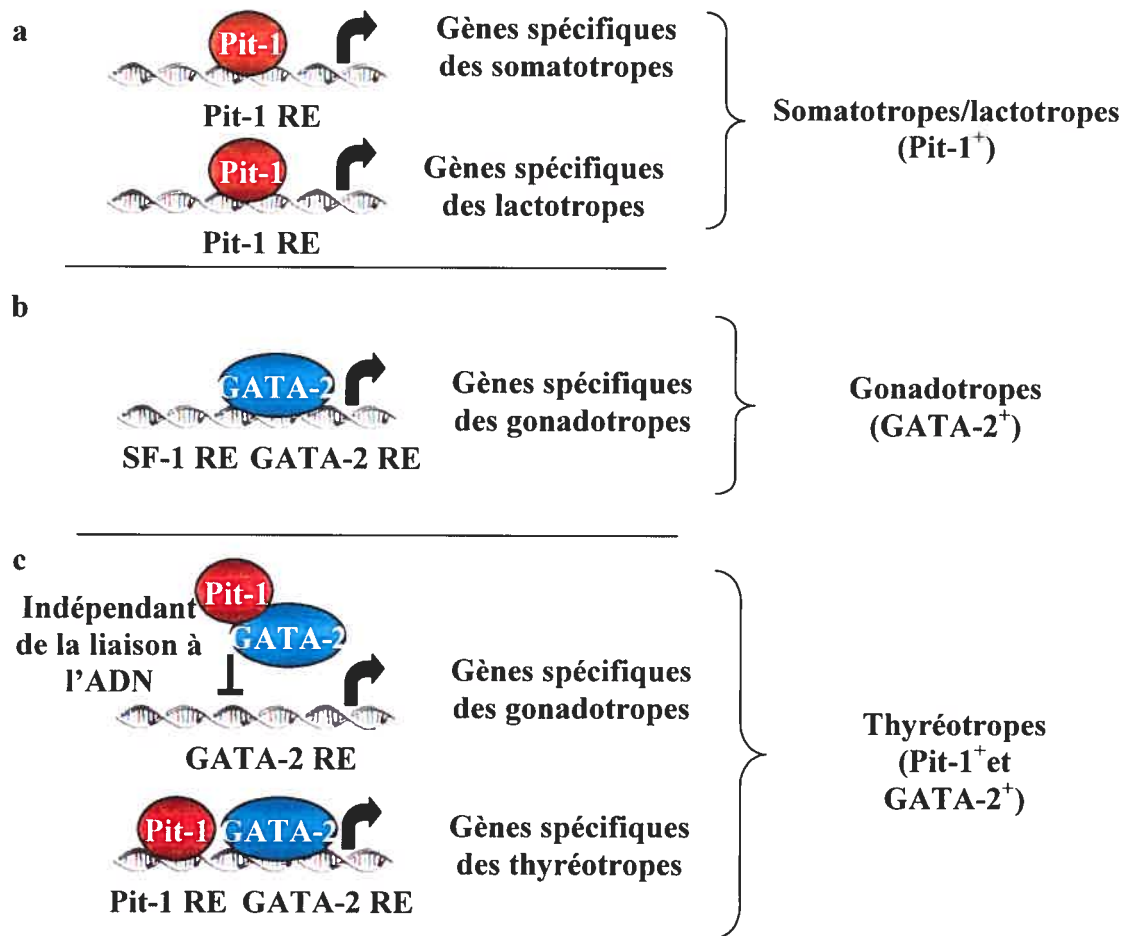 a
Pit-1
Pit-1 RE
Gènes spécifiques
des somatotropes
Pit-1
Pit-1 RE
Gènes spécifiques
des lactotropes
Somatotropes/lactotropes
(Pit-1⁺)
b
GATA-2
SF-1 RE GATA-2 RE
Gènes spécifiques
des gonadotropes
Gonadotropes
(GATA-2⁺)
c
Indépendant
de la liaison à
l'ADN
Pit-1
GATA-2
GATA-2 RE
Gènes spécifiques
des gonadotropes
Pit-1 GATA-2
Pit-1 RE GATA-2 RE
Gènes spécifiques
des thyréotropes
Thyréotropes
(Pit-1⁺et
GATA-2⁺)